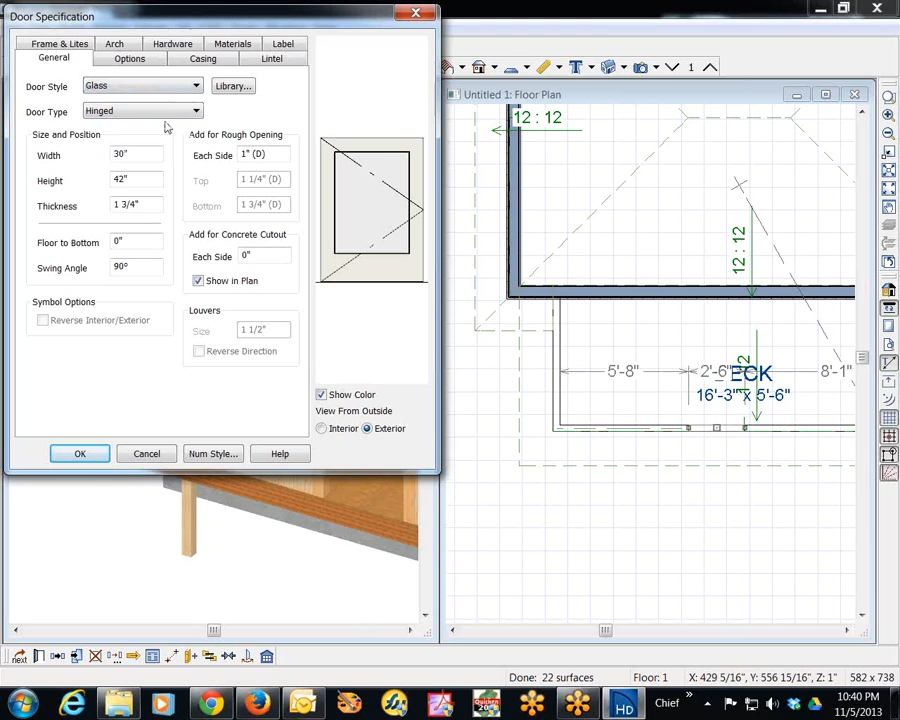 Door Specification
Frame & Lites Arch Hardware Materials Label
General Options Casing Lintel
Door Style Glass Library...
Door Type Hinged
Size and Position
Width 30"
Height 42"
Thickness 1 3/4"
Floor to Bottom 0"
Swing Angle 90°
Symbol Options
Reverse Interior/Exterior
Add for Rough Opening
Each Side 1" (D)
Top 1 1/4" (D)
Bottom 1 3/4" (D)
Add for Concrete Cutout
Each Side 0"
Show in Plan
Louvers
Size 1 1/2"
Reverse Direction
Show Color
View From Outside
Interior Exterior
OK Cancel Num Style... Help
T 1
Untitled 1: Floor Plan
12 : 12
12 : 12
5'-8" 2'-6" ECK 8'-1"
16'-3" x 5'-6"
next
Done: 22 surfaces Floor: 1 X: 429 5/16", Y: 556 15/16", Z: 1" 582 x 738
HD Chief
10:40 PM
11/5/2013